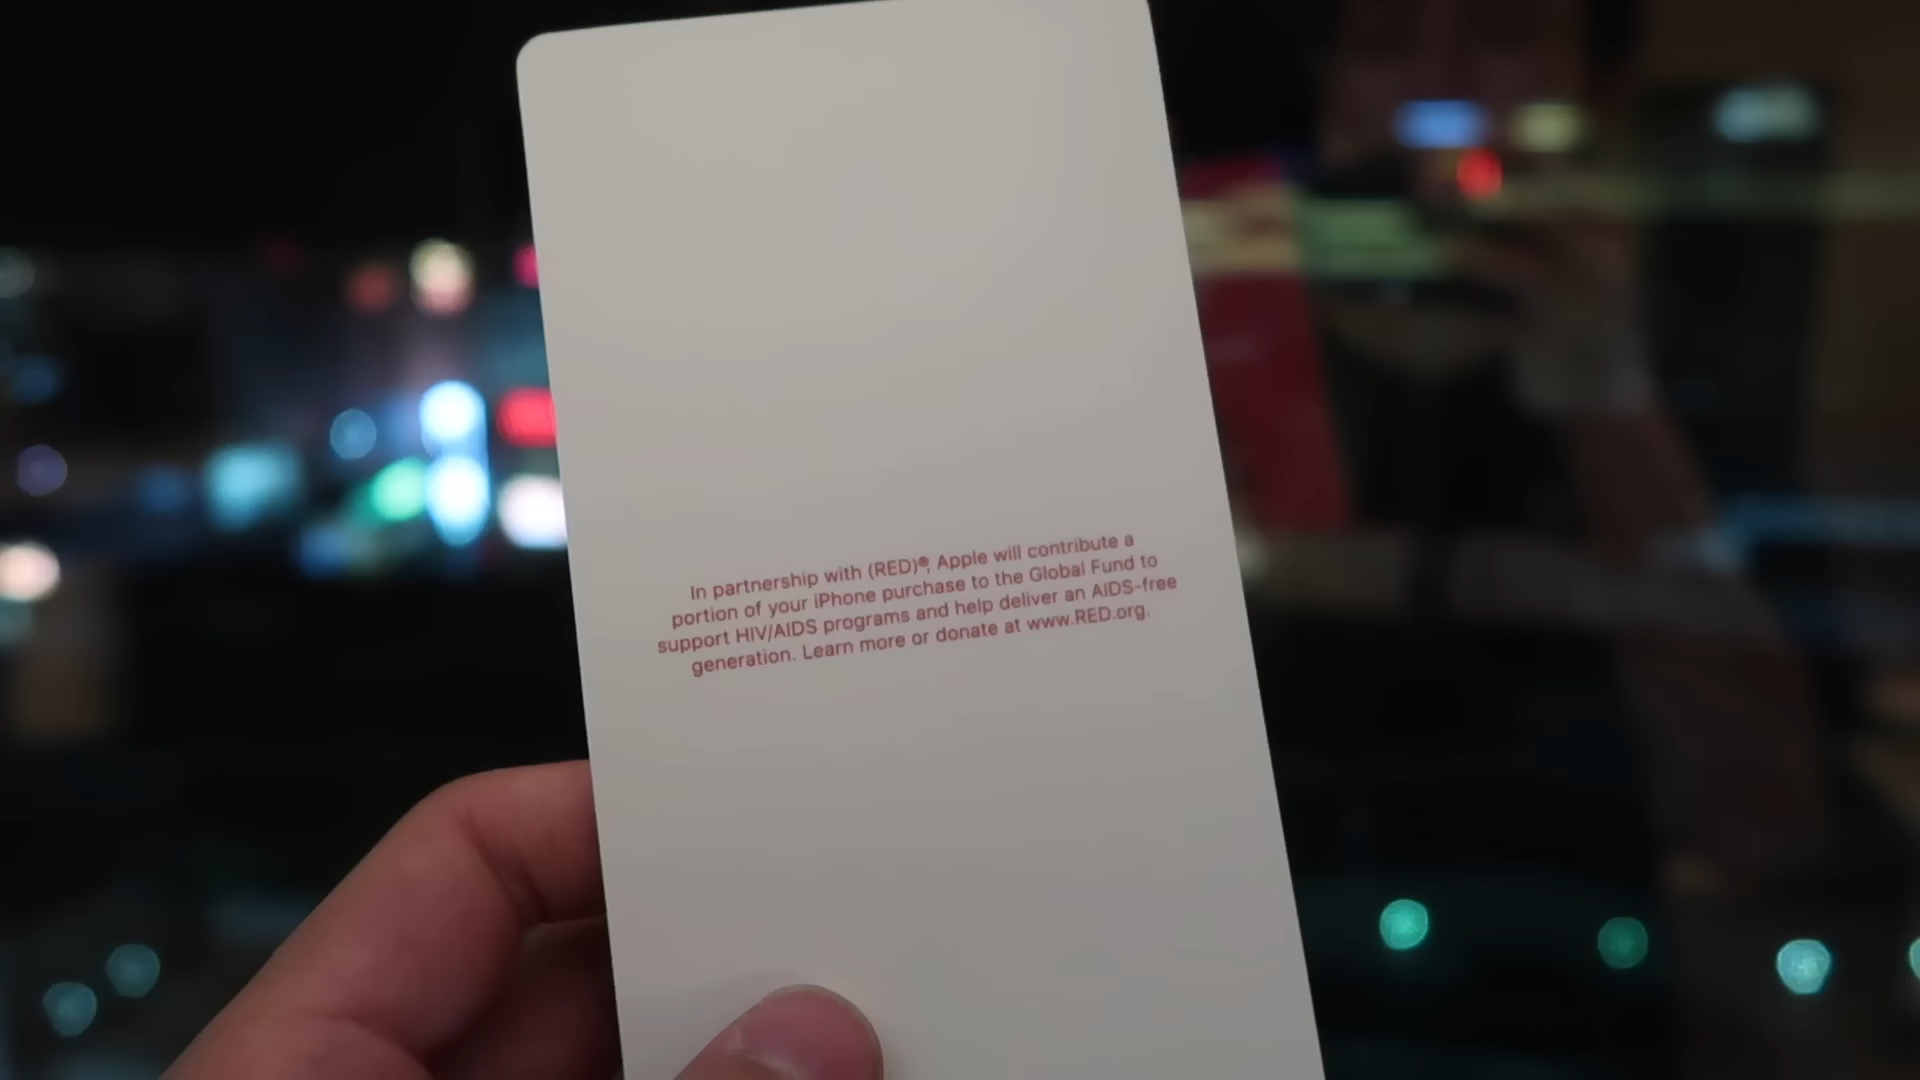 In partnership with (RED)®, Apple will contribute a
portion of your iPhone purchase to the Global Fund to
support HIV/AIDS programs and help deliver an AIDS-free
generation. Learn more or donate at www.RED.org.